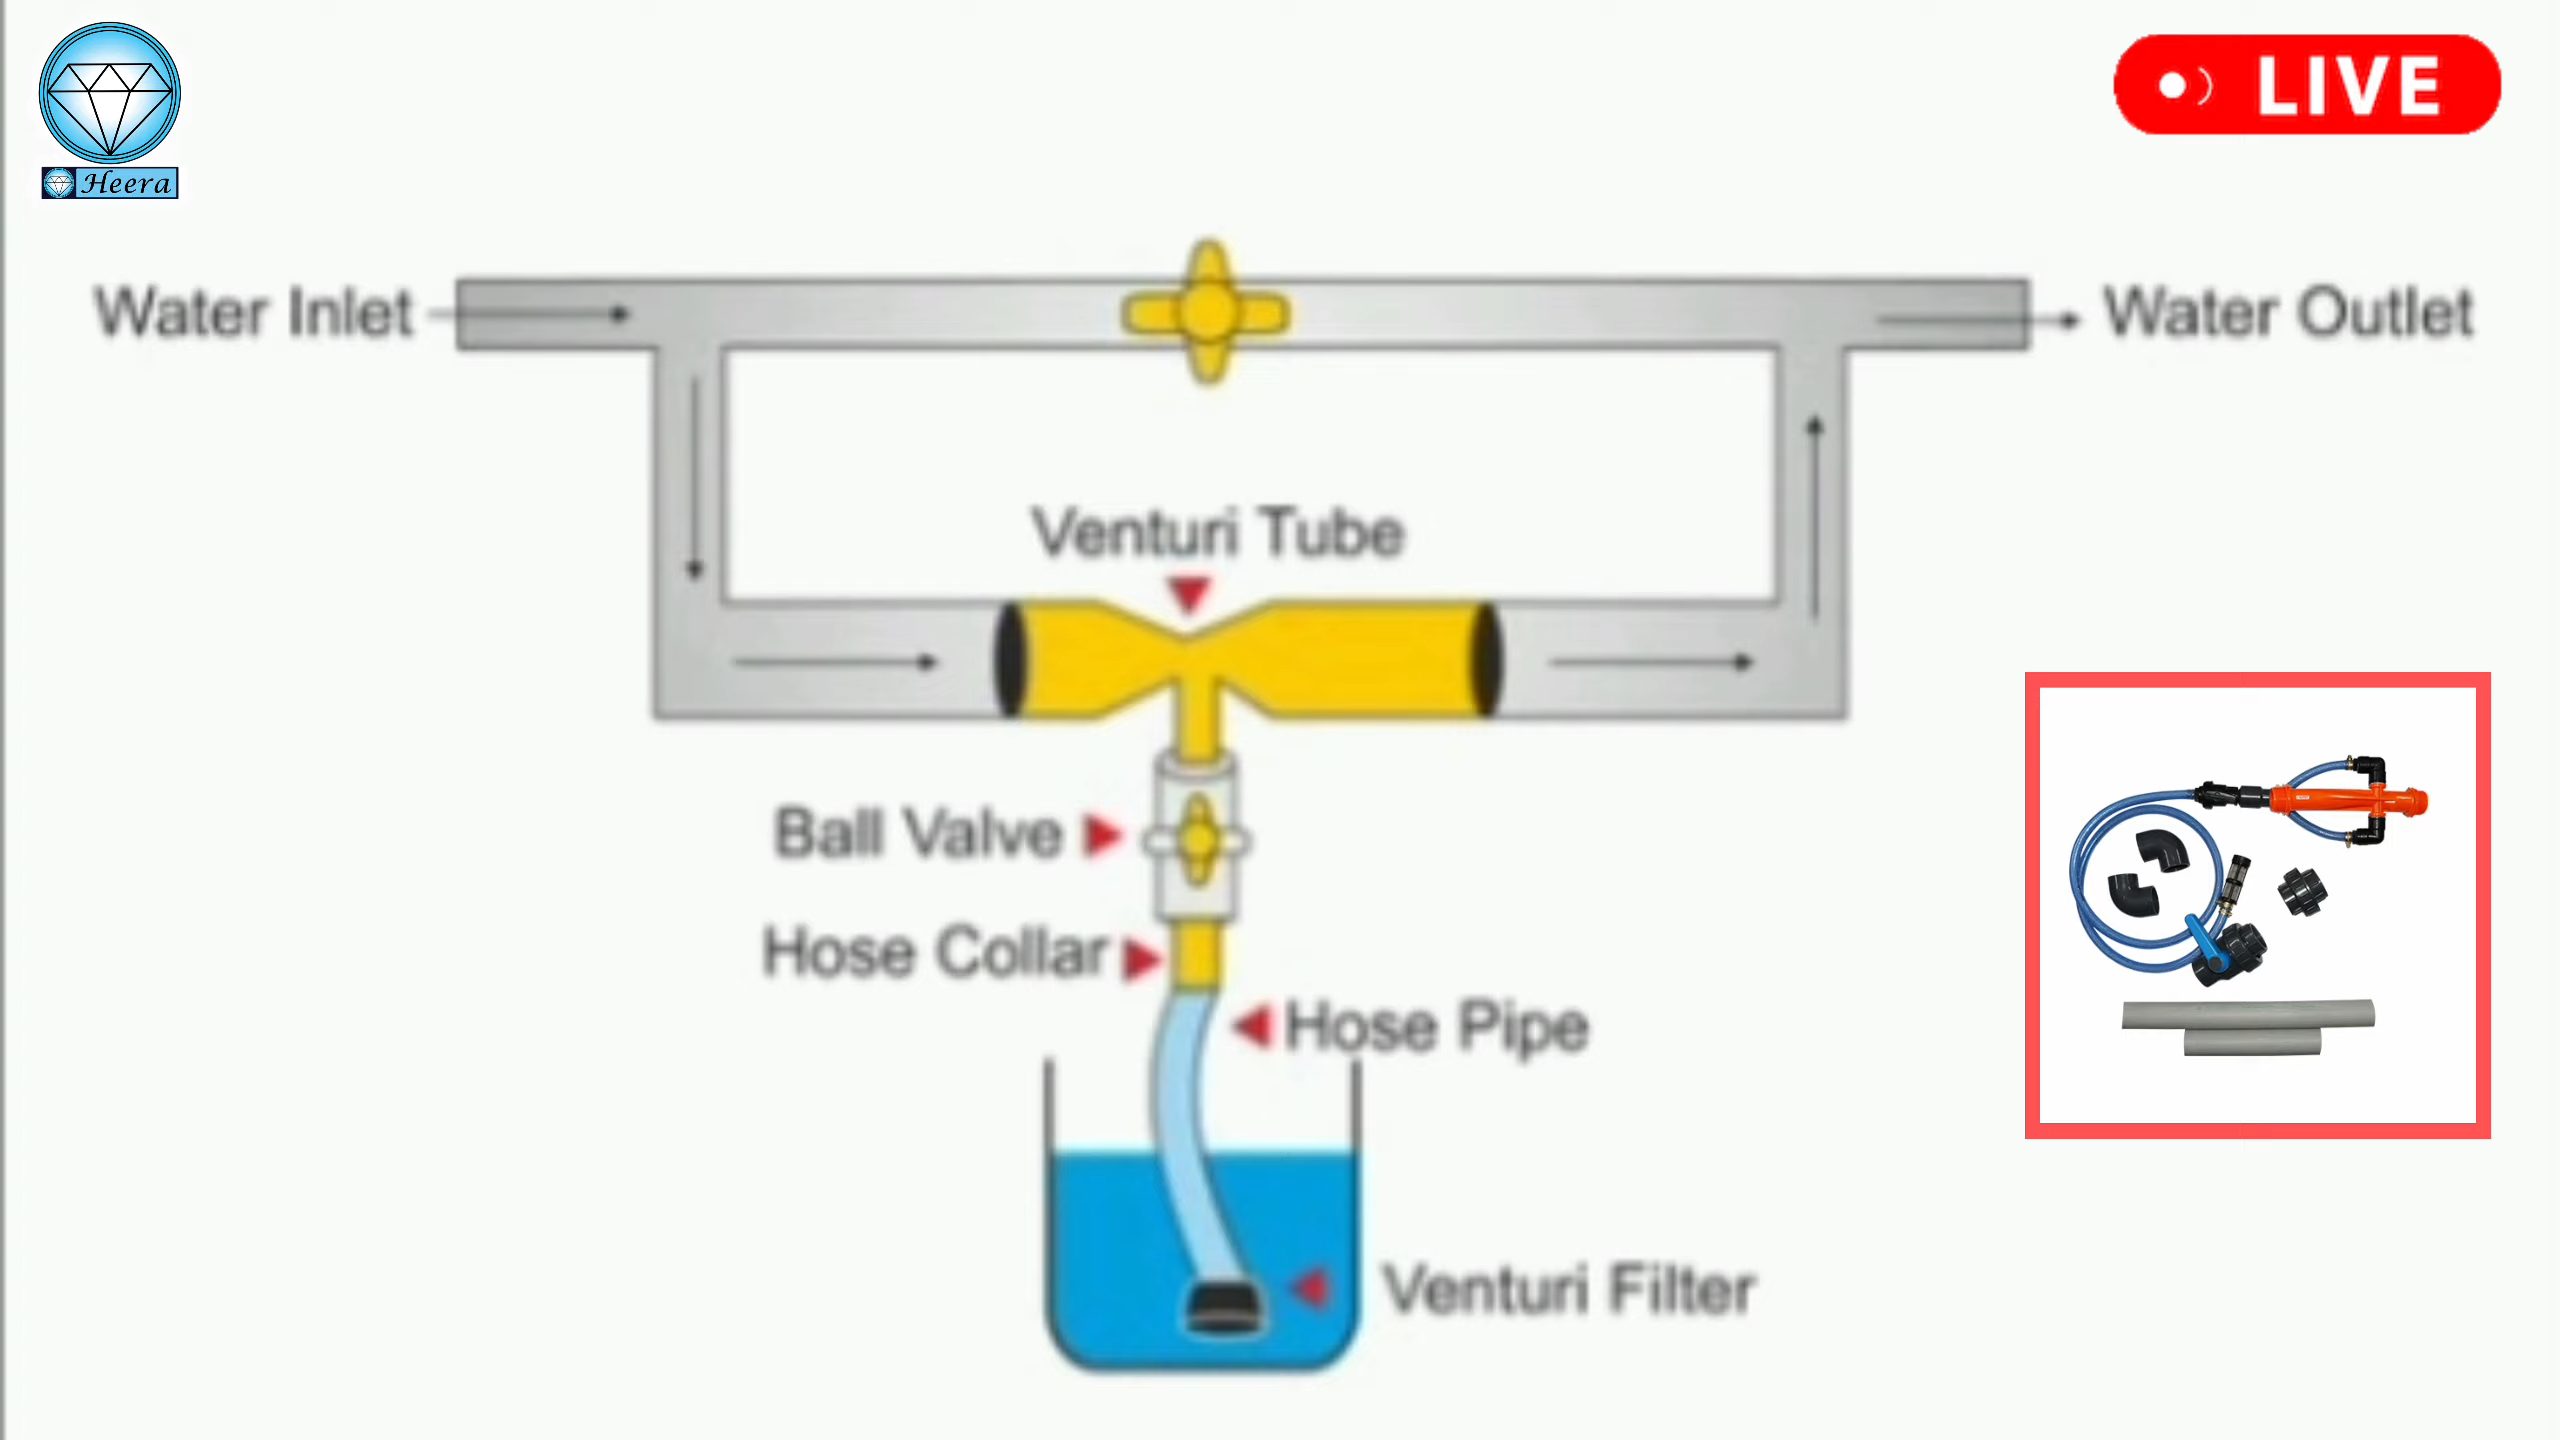 LIVE
Heera
Water Inlet
Water Outlet
Venturi Tube
Ball Valve
Hose Collar
Hose Pipe
Venturi Filter